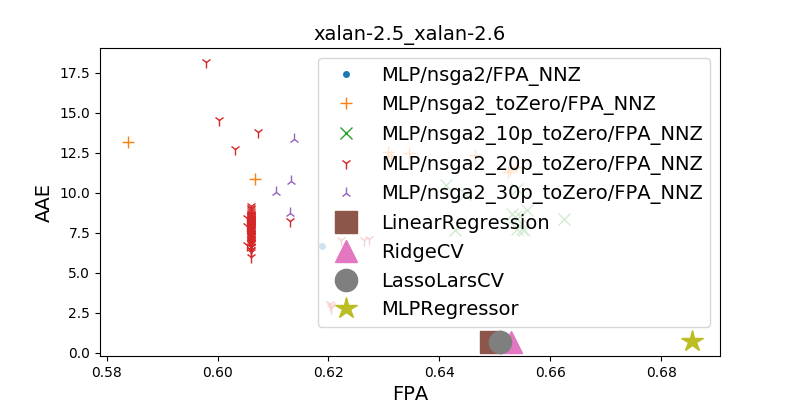 xalan-2.5_xalan-2.6
17.5
15.0
12.5
10.0
7.5
5.0
2.5
0.0
AAE
MLP/nsga2/FPA_NNZ
MLP/nsga2_toZero/FPA_NNZ
MLP/nsga2_10p_toZero/FPA_NNZ
MLP/nsga2_20p_toZero/FPA_NNZ
MLP/nsga2_30p_toZero/FPA_NNZ
LinearRegression
RidgeCV
LassoLarsCV
MLPRegressor
0.58 0.60 0.62 0.64 0.66 0.68
FPA